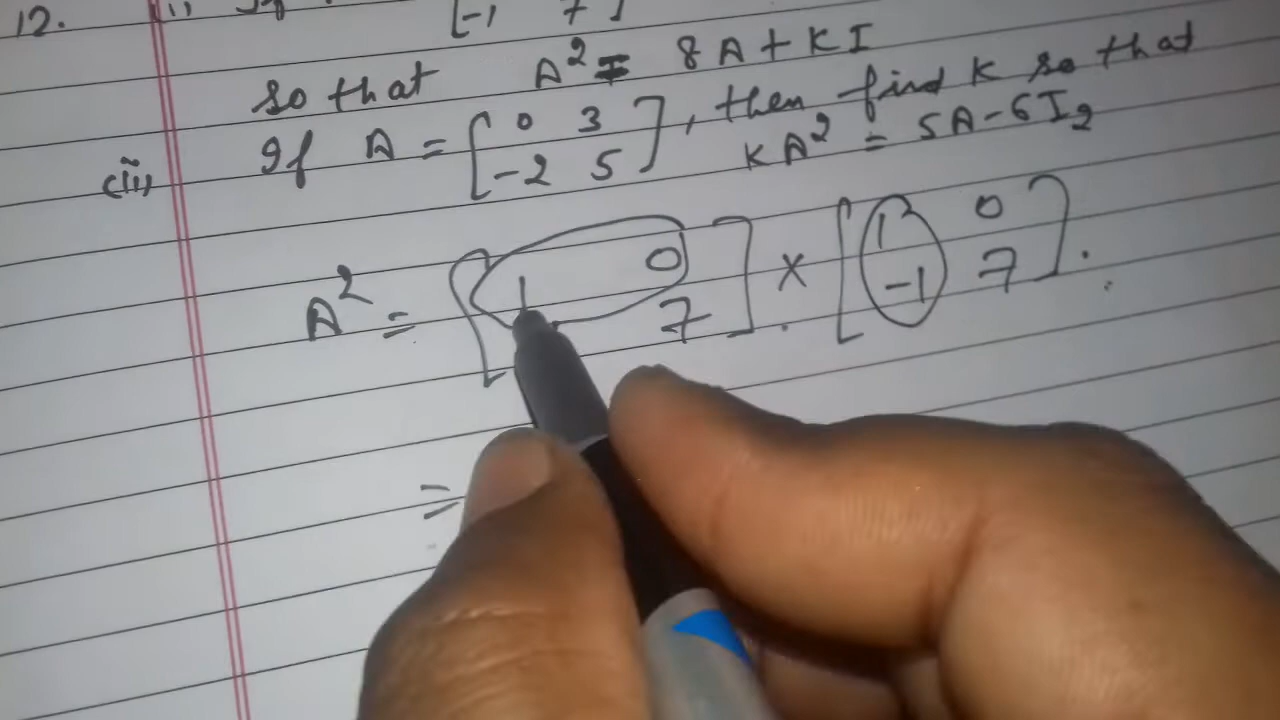 12. (i)
[-1 7]
so that A² = 8A + KI
(ii) If A = [0 3 -2 5], then find K so that KA² = 5A - 6I₂
A² = [1 0 7] × [1 0 -1 7].
=